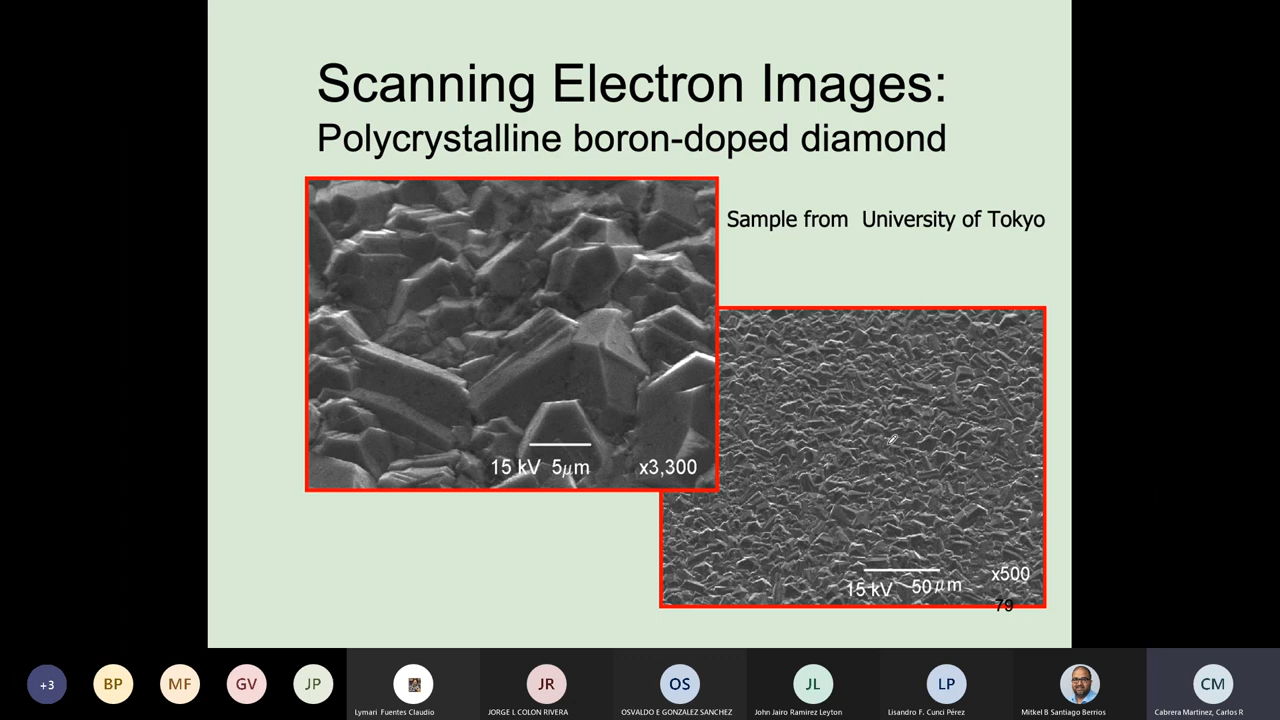 Scanning Electron Images:
Polycrystalline boron-doped diamond
Sample from University of Tokyo
15 kV 5μm x3,300
15 kV 50μm x500
79
+3
BP
MF
GV
JP
JR
OS
JL
LP
CM
Lymari Fuentes Claudio
JORGE L COLON RIVERA
OSVALDO E GONZALEZ SANCHEZ
John Jairo Ramirez Leyton
Lisandro F. Cunci Pérez
Mitkel B Santiago Berrios
Cabrera Martinez, Carlos R